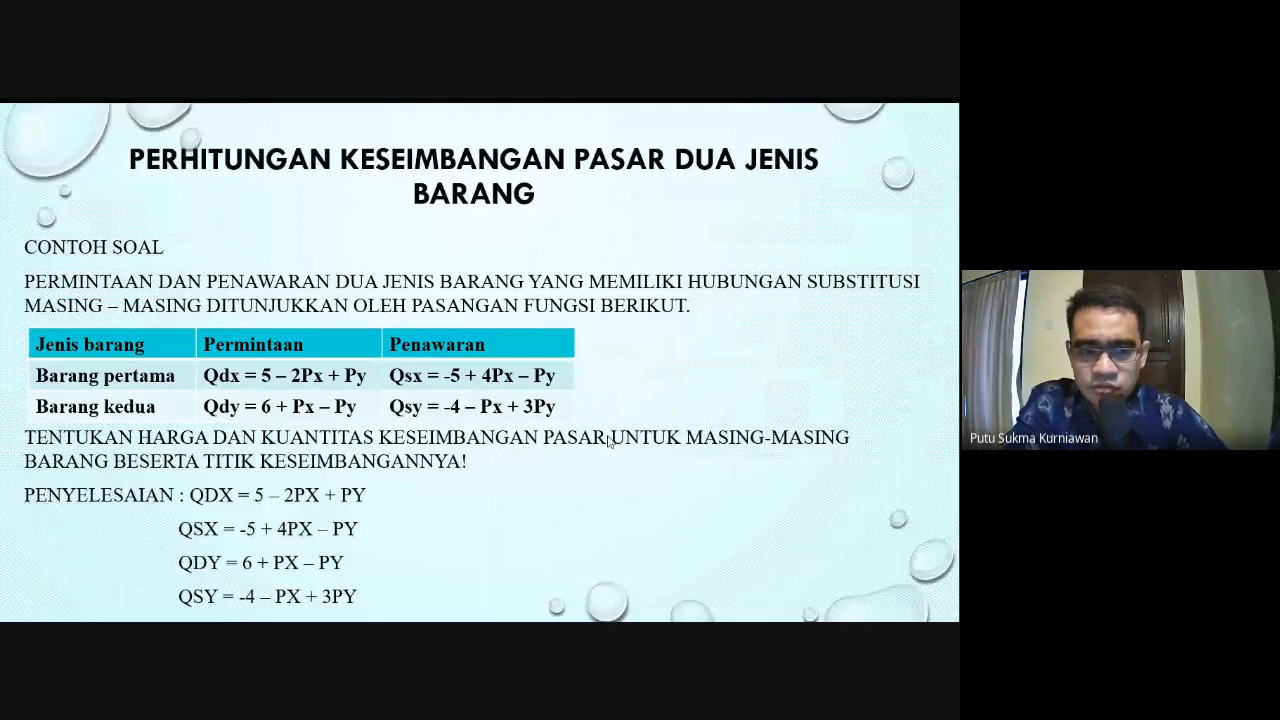 PERHITUNGAN KESEIMBANGAN PASAR DUA JENIS
BARANG
CONTOH SOAL
PERMINTAAN DAN PENAWARAN DUA JENIS BARANG YANG MEMILIKI HUBUNGAN SUBSTITUSI
MASING – MASING DITUNJUKKAN OLEH PASANGAN FUNGSI BERIKUT.
Jenis barang Permintaan Penawaran
Barang pertama Qdx = 5 – 2Px + Py Qsx = -5 + 4Px – Py
Barang kedua Qdy = 6 + Px – Py Qsy = -4 – Px + 3Py
TENTUKAN HARGA DAN KUANTITAS KESEIMBANGAN PASAR UNTUK MASING-MASING
BARANG BESERTA TITIK KESEIMBANGANNYA!
PENYELESAIAN : QDX = 5 – 2PX + PY
QSX = -5 + 4PX – PY
QDY = 6 + PX – PY
QSY = -4 – PX + 3PY
Putu Sukma Kurniawan